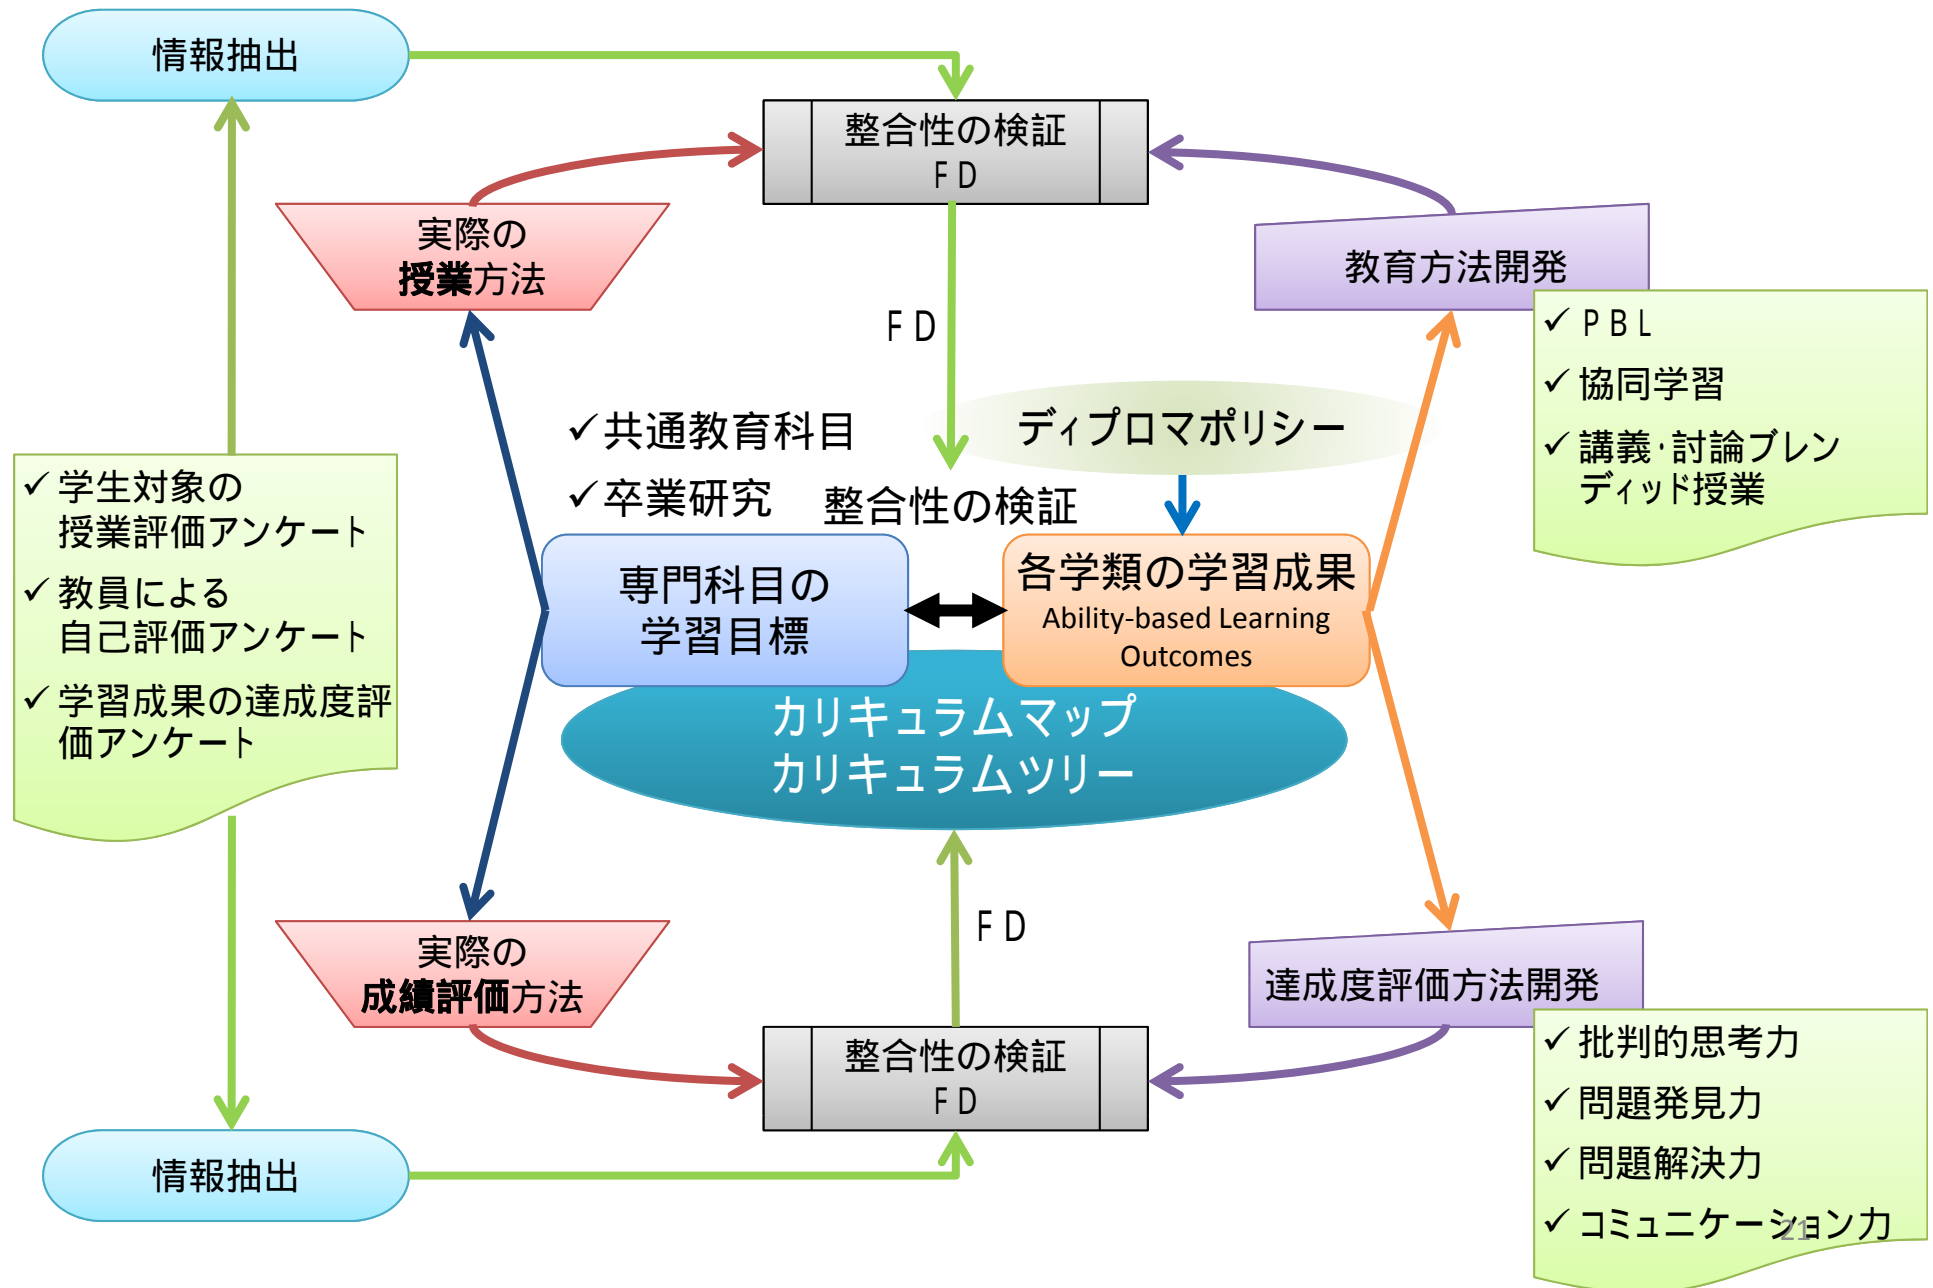 情報抽出
整合性の検証
ＦＤ
実際の
授業方法
教育方法開発
✓ ＰＢＬ
✓ 協同学習
✓ 講義・討論ブレン
ディッド授業
ＦＤ
✓共通教育科目
✓卒業研究
ディプロマポリシー
整合性の検証
✓ 学生対象の
授業評価アンケート
✓ 教員による
自己評価アンケート
✓ 学習成果の達成度評
価アンケート
専門科目の
学習目標
各学類の学習成果
Ability-based Learning
Outcomes
カリキュラムマップ
カリキュラムツリー
ＦＤ
実際の
成績評価方法
達成度評価方法開発
✓ 批判的思考力
✓ 問題発見力
✓ 問題解決力
✓ コミュニケーション力
整合性の検証
ＦＤ
情報抽出
21